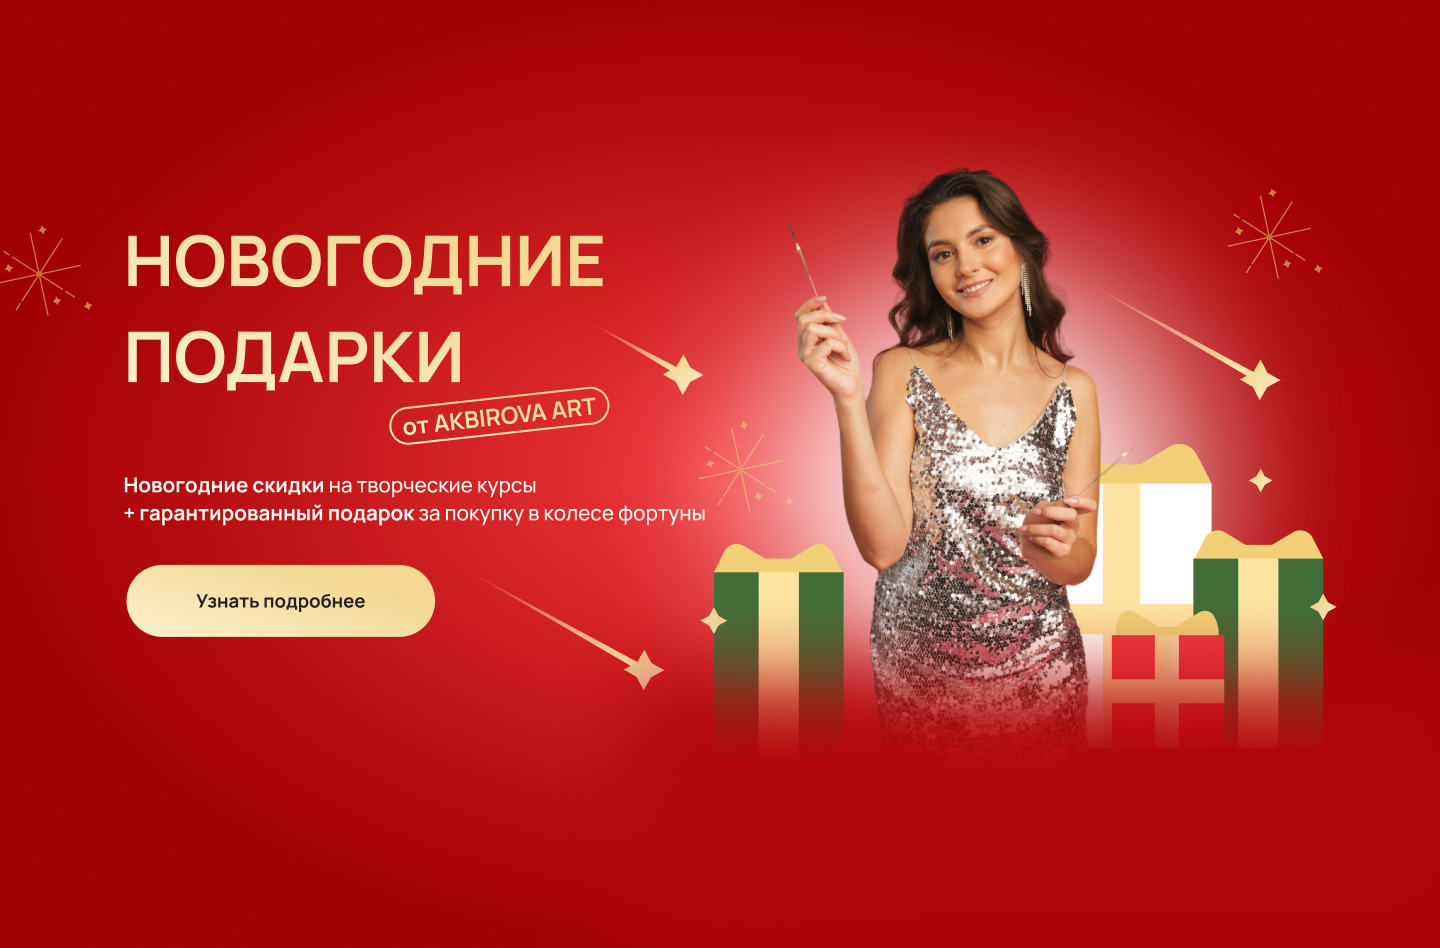 НОВОГОДНИЕ
ПОДАРКИ
от AKBIROVA ART
Новогодние скидки на творческие курсы
+ гарантированный подарок за покупку в колесе фортуны
Узнать подробнее